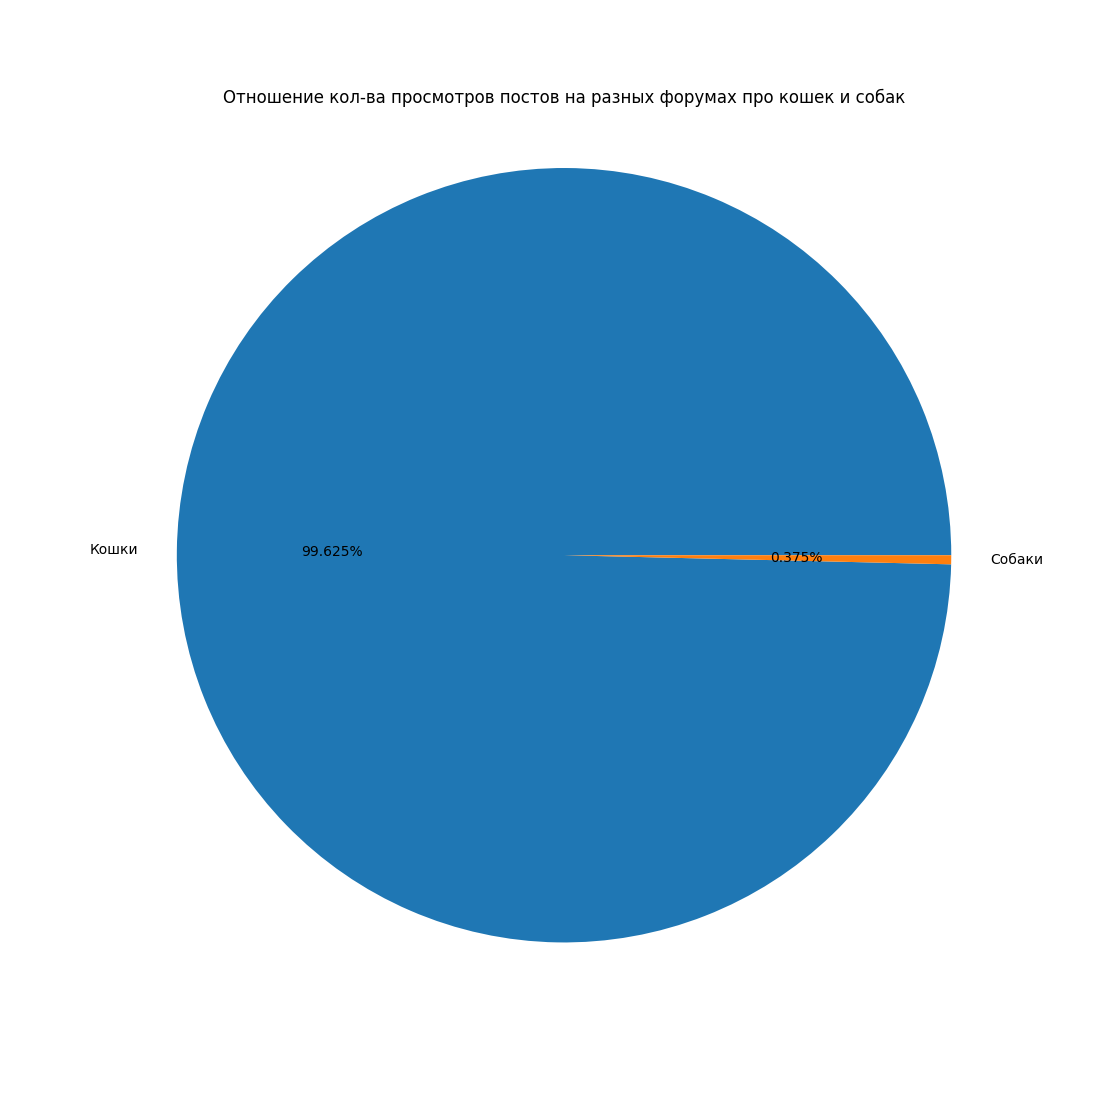 Отношение кол-ва просмотров постов на разных форумах про кошек и собак
Кошки
99.625%
0.375%
Собаки